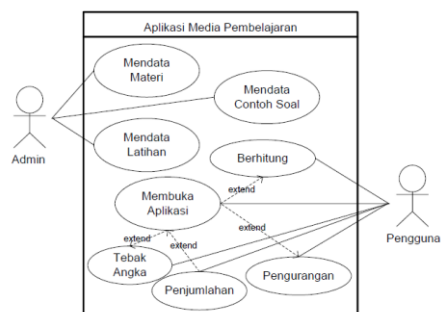 Aplikasi Media Pembelajaran
Mendata
Materi
Mendata
Contoh Soal
Admin
Mendata
Latihan
Berhitung
extend
Membuka
Aplikasi
extend
Pengguna
extend
extend
Tebak
Angka
Penjumlahan
Pengurangan